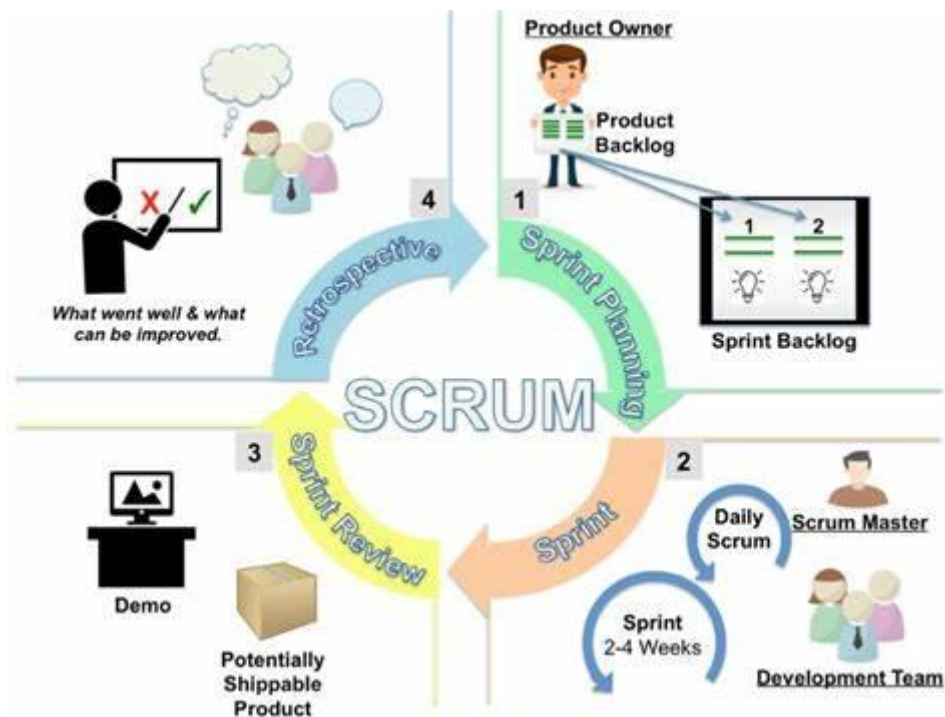 Product Owner
Product
Backlog
1
2
Sprint Backlog
1
Sprint Planning
2
Scrum Master
Daily
Scrum
Sprint
2-4 Weeks
Development Team
Sprint
3
Sprint Review
Demo
Potentially
Shippable
Product
4
Retrospective
What went well & what
can be improved.
SCRUM